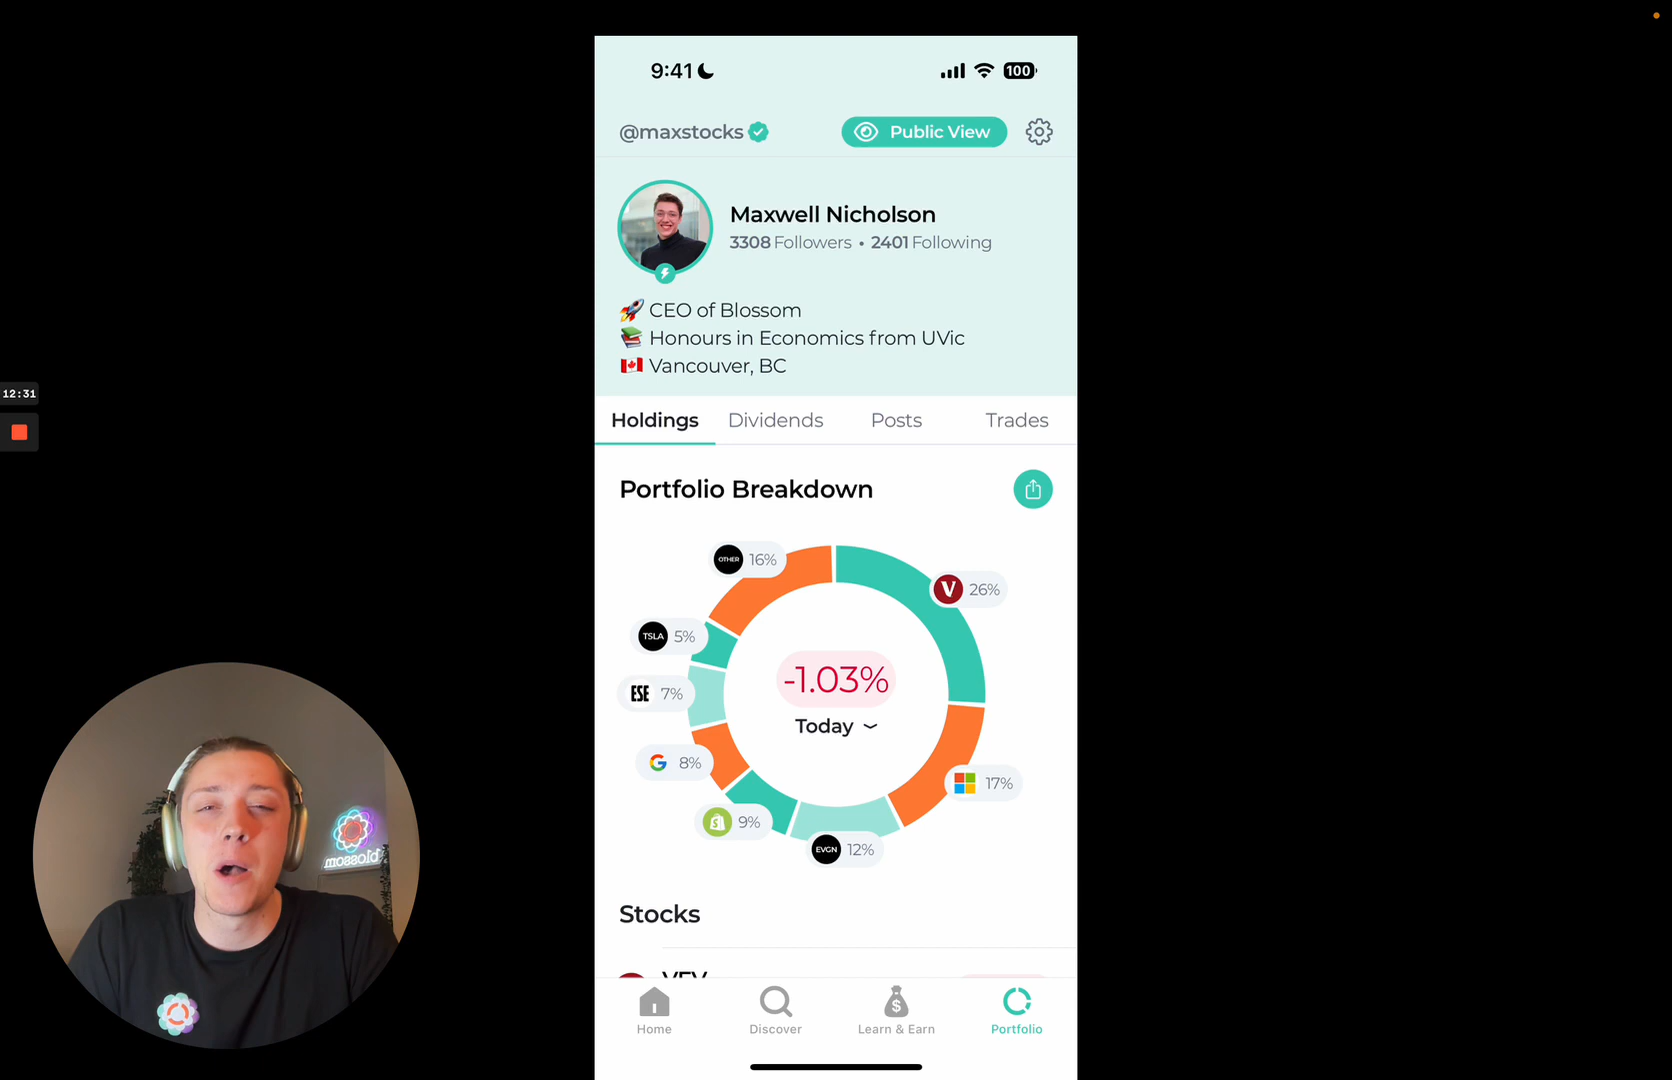 9:41
100
@maxstocks
Public View
Maxwell Nicholson
3308 Followers • 2401 Following
🚀 CEO of Blossom
📚 Honours in Economics from UVic
🇨🇦 Vancouver, BC
Holdings Dividends Posts Trades
12:31
Portfolio Breakdown
OTHER 16%
V 26%
TSLA 5%
ESE 7%
-1.03%
Today
G 8%
17%
S 9%
EVGN 12%
blossom
Stocks
VFV
Home Discover Learn & Earn Portfolio